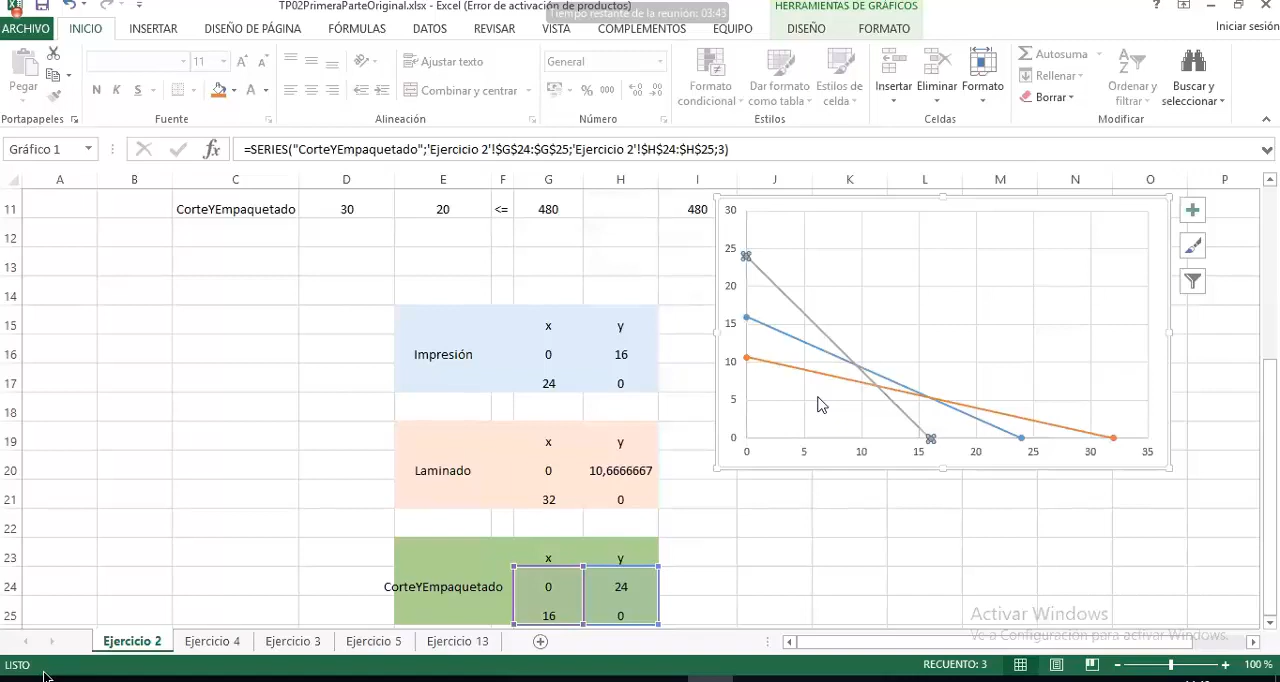 TP02PrimeraParteOriginal.xlsx - Excel (Error de activación de productos)
Tiempo restante de la reunión: 03:43
HERRAMIENTAS DE GRÁFICOS
ARCHIVO INICIO INSERTAR DISEÑO DE PÁGINA FÓRMULAS DATOS REVISAR VISTA COMPLEMENTOS EQUIPO DISEÑO FORMATO Iniciar sesión
Pegar
11
N K S
Ajustar texto
Combinar y centrar
General
% 000
Formato condicional
Dar formato como tabla
Estilos de celda
Insertar Eliminar Formato
Autosuma
Rellenar
Borrar
Ordenar y filtrar
Buscar y seleccionar
Portapapeles Fuente Alineación Número Estilos Celdas Modificar
Gráfico 1 fx =SERIES("CorteYEmpaquetado";'Ejercicio 2'!$G$24:$G$25;'Ejercicio 2'!$H$24:$H$25;3)
A B C D E F G H I J K L M N O P
11 CorteYEmpaquetado 30 20 <= 480 480
12
13
14
15 x y
16 Impresión 0 16
17 24 0
18
19 x y
20 Laminado 0 10,6666667
21 32 0
22
23 x y
24 CorteYEmpaquetado 0 24
25 16 0
30
25
20
15
10
5
0
0 5 10 15 20 25 30 35
Activar Windows
Ve a Configuración para activar Windows.
Ejercicio 2 Ejercicio 4 Ejercicio 3 Ejercicio 5 Ejercicio 13
LISTO RECUENTO: 3 100 %